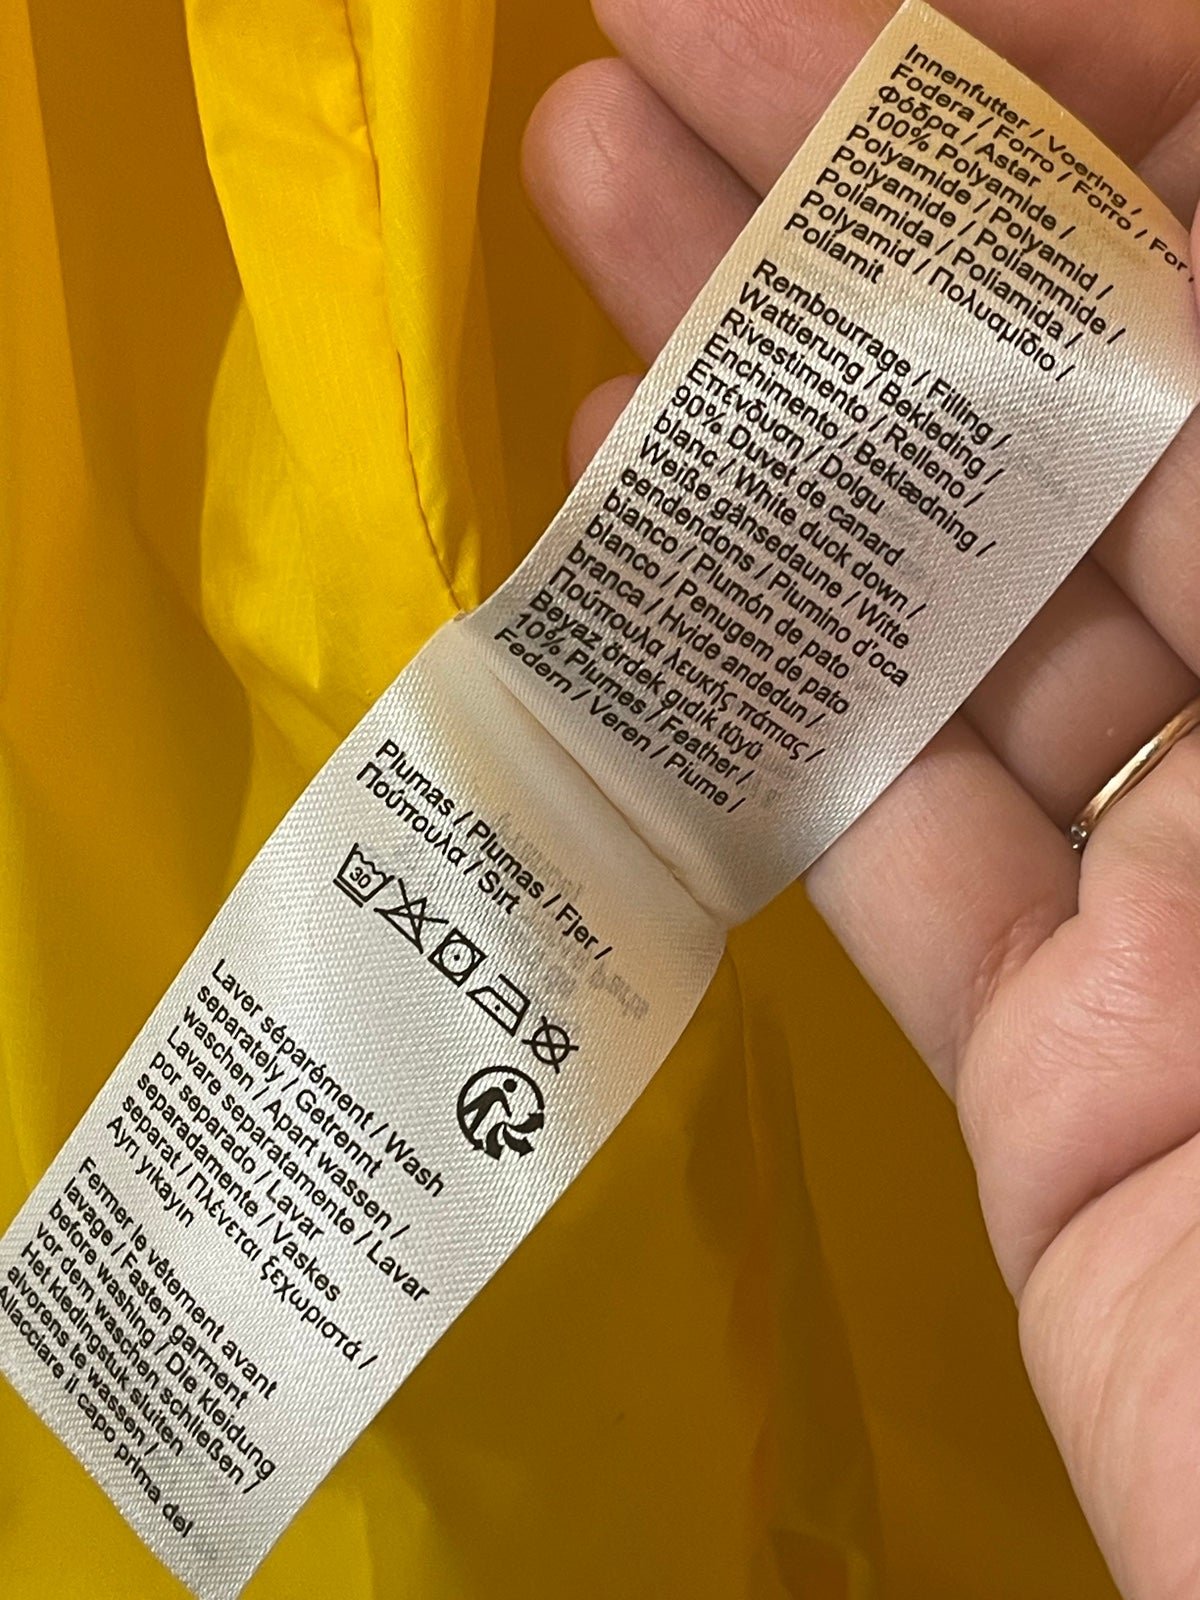 Innenfutter / Voering /
Fodera / Forro / Forro / For /
Φόδρα / Astar
100% Polyamide /
Polyamide / Polyamid /
Polyamide / Poliammide /
Poliamida / Poliamida /
Polyamid / Πολυαμίδιο /
Poliamit
Rembourrage / Filling /
Wattierung / Bekleding /
Rivestimento / Relleno /
Enchimento / Beklædning /
Επένδυση / Dolgu
90% Duvet de canard
blanc / White duck down /
Weiße gänsedaune / Witte
eendendons / Piumino d'oca
bianco / Plumón de pato
blanco / Penugem de pato
branca / Hvide andedun /
Πούπουλα λευκής πάπιας /
Beyaz ördek gıdık tüyü
10% Plumes / Feather /
Federn / Veren / Piume /
Plumas / Plumas / Fjer /
Πούπουλα / Sırt
30
Laver séparément / Wash
separately / Getrennt
waschen / Apart wassen /
Lavare separatamente / Lavar
por separado / Lavar
separadamente / Vaskes
separat / Πλένεται ξεχωριστά /
Ayrı yıkayın
Fermer le vêtement avant
lavage / Fasten garment
before washing / Die kleidung
vor dem waschen schließen /
Het kledingstuk sluiten
alvorens te wassen /
Allacciare il capo prima del